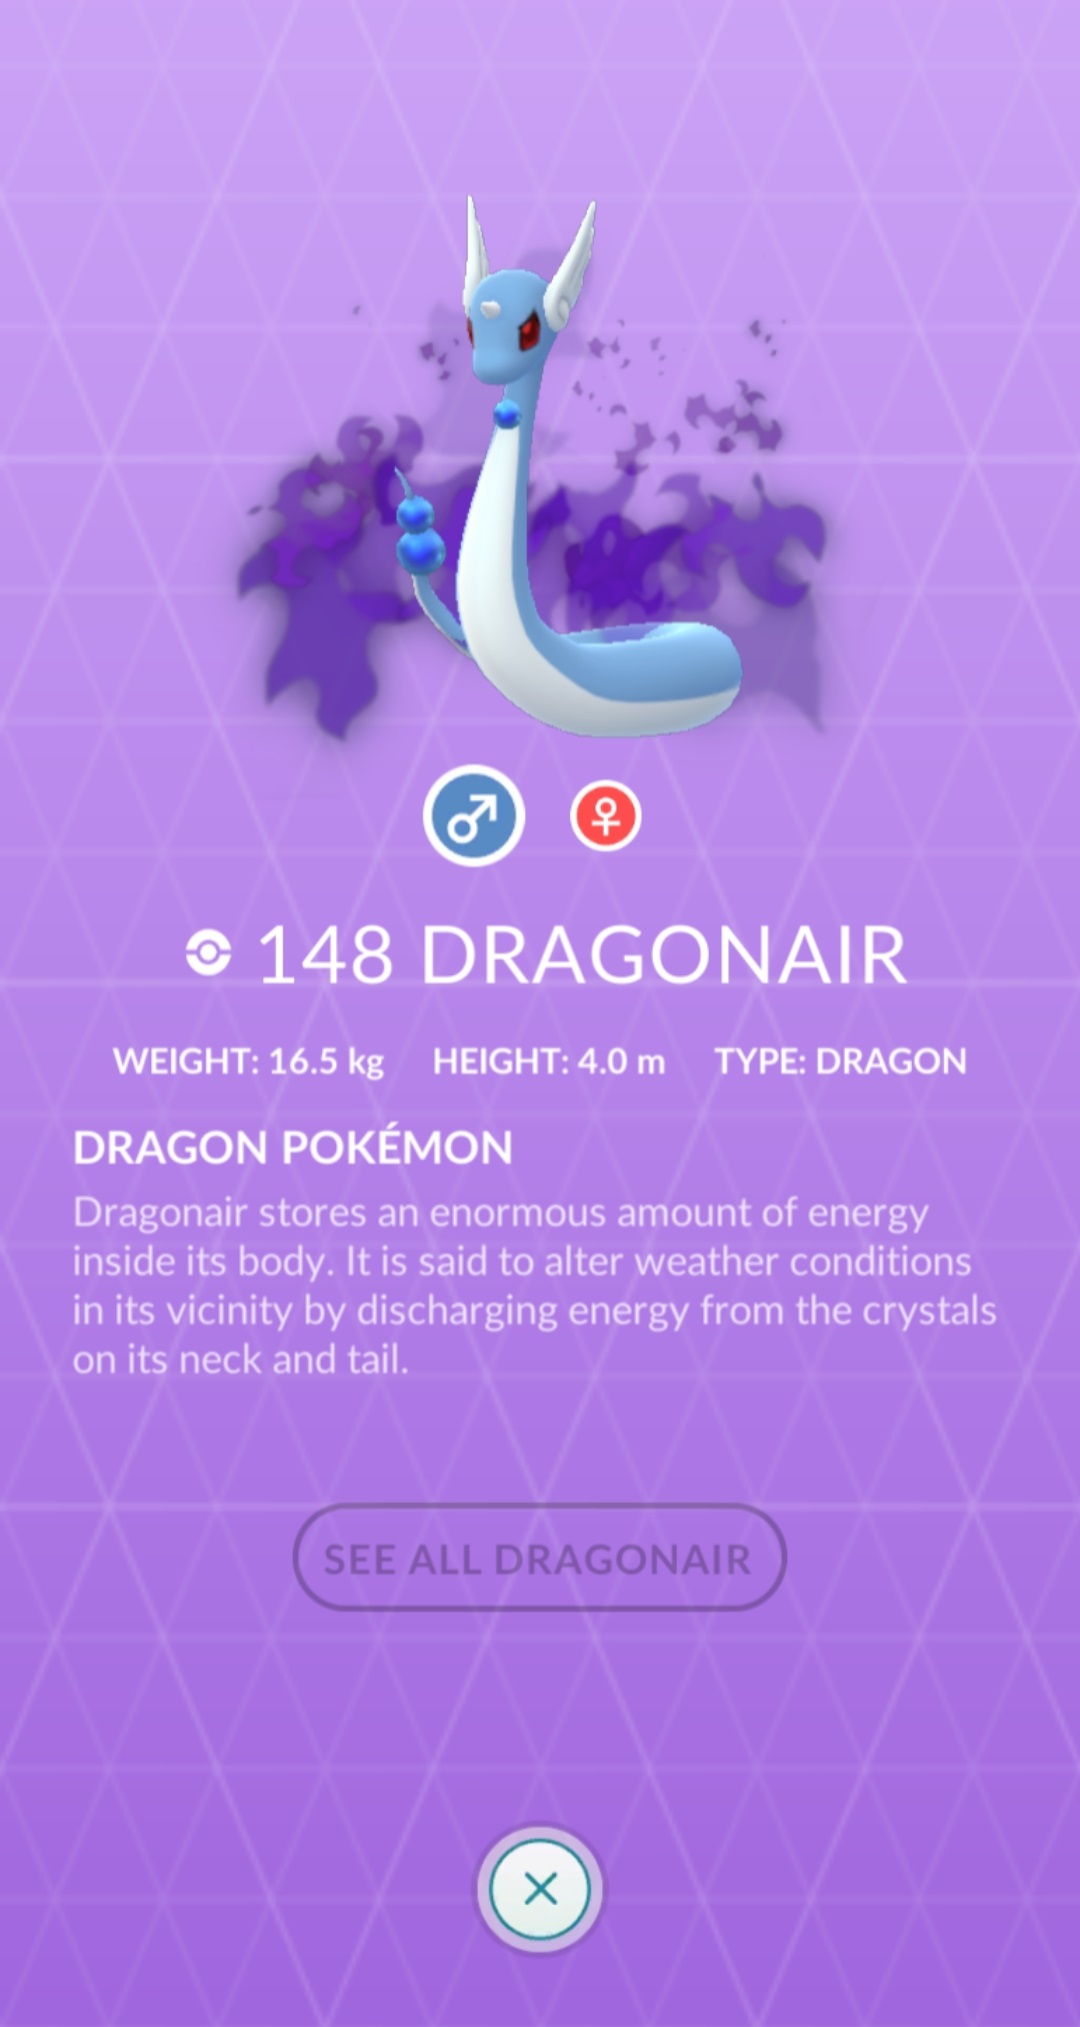 148 DRAGONAIR
WEIGHT: 16.5 kg HEIGHT: 4.0 m TYPE: DRAGON
DRAGON POKÉMON
Dragonair stores an enormous amount of energy
inside its body. It is said to alter weather conditions
in its vicinity by discharging energy from the crystals
on its neck and tail.
SEE ALL DRAGONAIR